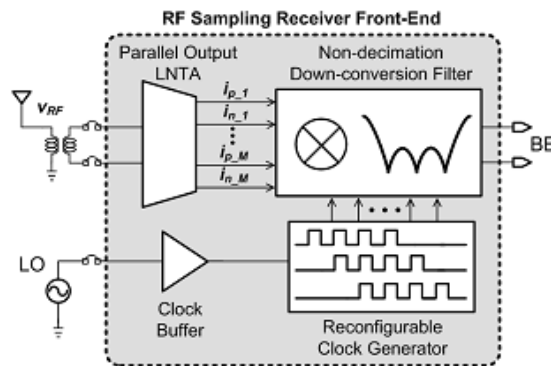 RF Sampling Receiver Front-End
Parallel Output
LNTA
Non-decimation
Down-conversion Filter
v_RF
i_p_1
i_n_1
i_p_M
i_n_M
BB
LO
Clock
Buffer
Reconfigurable
Clock Generator